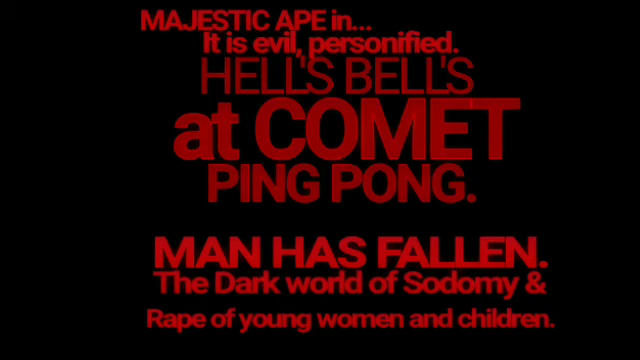 MAJESTIC APE in...
It is evil, personified.
HELL'S BELL'S
at COMET
PING PONG.
MAN HAS FALLEN.
The Dark world of Sodomy &
Rape of young women and children.